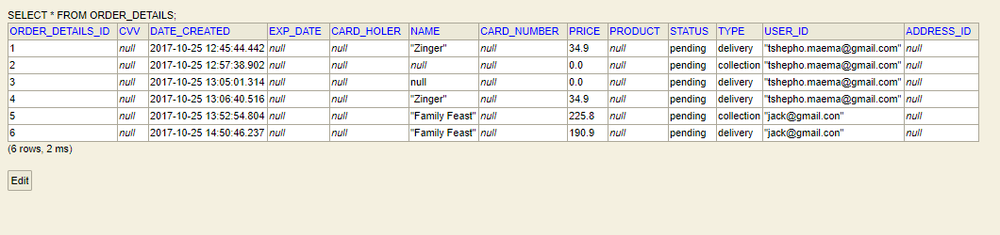 SELECT * FROM ORDER_DETAILS;
ORDER_DETAILS_ID CVV DATE_CREATED EXP_DATE CARD_HOLER NAME CARD_NUMBER PRICE PRODUCT STATUS TYPE USER_ID ADDRESS_ID
1 null 2017-10-25 12:45:44.442 null null "Zinger" null 34.9 null pending delivery "tshepho.maema@gmail.com" null
2 null 2017-10-25 12:57:38.902 null null null null 0.0 null pending collection "tshepho.maema@gmail.com" null
3 null 2017-10-25 13:05:01.314 null null null null 0.0 null pending delivery "tshepho.maema@gmail.com" null
4 null 2017-10-25 13:06:40.516 null null "Zinger" null 34.9 null pending delivery "tshepho.maema@gmail.com" null
5 null 2017-10-25 13:52:54.804 null null "Family Feast" null 225.8 null pending collection "jack@gmail.con" null
6 null 2017-10-25 14:50:46.237 null null "Family Feast" null 190.9 null pending delivery "jack@gmail.con" null
(6 rows, 2 ms)
Edit